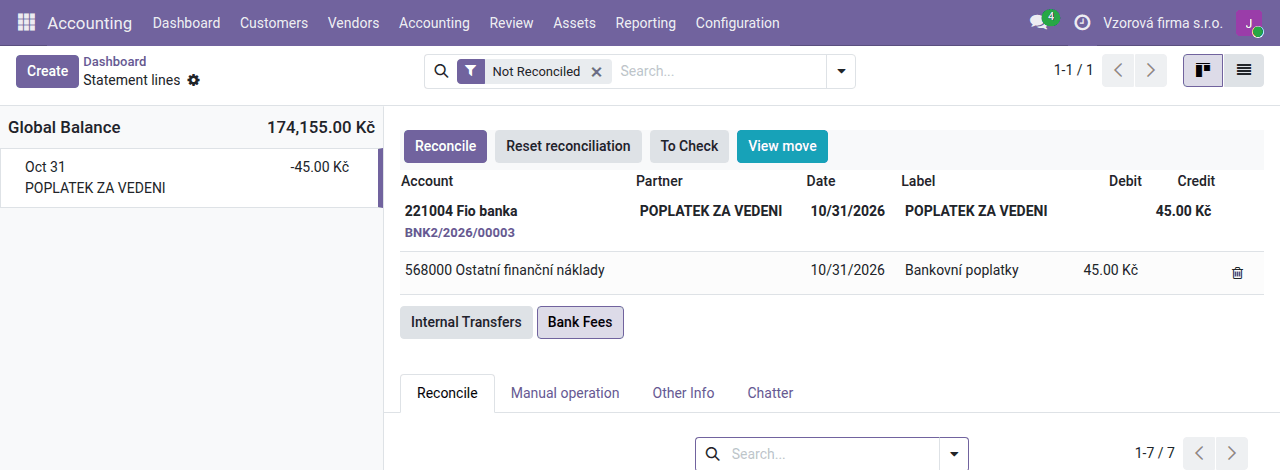 Accounting Dashboard Customers Vendors Accounting Review Assets Reporting Configuration 4 Vzorová firma s.r.o. J
Create Dashboard
Statement lines
Not Reconciled Search...
1-1 / 1
Global Balance 174,155.00 Kč
Oct 31 -45.00 Kč
POPLATEK ZA VEDENI
Reconcile Reset reconciliation To Check View move
Account Partner Date Label Debit Credit
221004 Fio banka POPLATEK ZA VEDENI 10/31/2026 POPLATEK ZA VEDENI 45.00 Kč
BNK2/2026/00003
568000 Ostatní finanční náklady 10/31/2026 Bankovní poplatky 45.00 Kč
Internal Transfers Bank Fees
Reconcile Manual operation Other Info Chatter
Search... 1-7 / 7